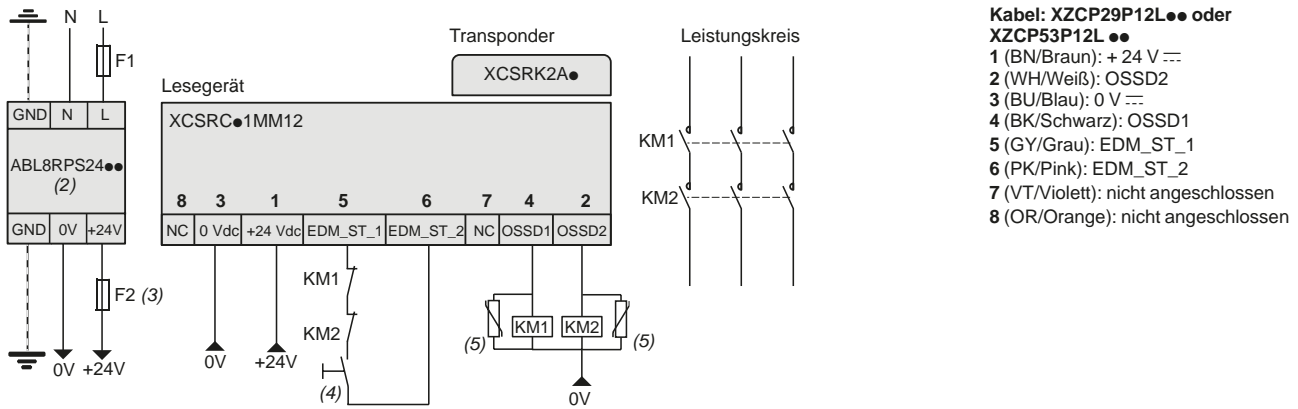 N L
F1
GND N L
ABL8RPS24●●
(2)
GND 0V +24V
F2 (3)
0V +24V
Lesegerät
Transponder
XCSRK2A●
XCSRC●1MM12
8 3 1 5 6 7 4 2
NC 0 Vdc +24 Vdc EDM_ST_1 EDM_ST_2 NC OSSD1 OSSD2
KM1
KM2
(4)
0V +24V
(5) KM1 KM2 (5)
0V
Leistungskreis
KM1
KM2
Kabel: XZCP29P12L●● oder
XZCP53P12L ●●
1 (BN/Braun): + 24 V ⎓
2 (WH/Weiß): OSSD2
3 (BU/Blau): 0 V ⎓
4 (BK/Schwarz): OSSD1
5 (GY/Grau): EDM_ST_1
6 (PK/Pink): EDM_ST_2
7 (VT/Violett): nicht angeschlossen
8 (OR/Orange): nicht angeschlossen